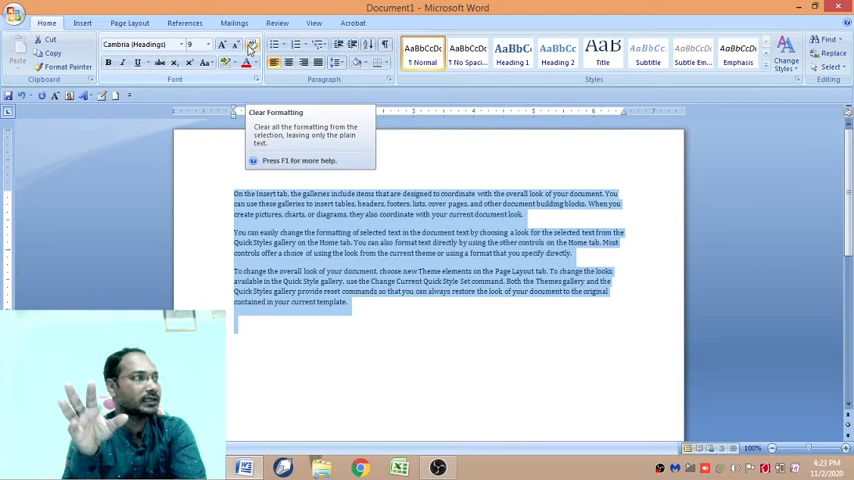 Document1 - Microsoft Word
Home Insert Page Layout References Mailings Review View Acrobat
Paste
Cut
Copy
Format Painter
Clipboard
Cambria (Headings) 9
B I U
Font
Paragraph
AaBbCcDc AaBbCcDc AaBbCc AaBbCc AaB AaBbCcDc AaBbCcDc
¶ Normal ¶ No Spaci... Heading 1 Heading 2 Title Subtle Em... Emphasis
Styles
Change
Styles
Find
Replace
Select
Editing
Clear Formatting
Clear all the formatting from the
selection, leaving only the plain
text.
Press F1 for more help.
On the Insert tab, the galleries include items that are designed to coordinate with the overall look of your document. You
can use these galleries to insert tables, headers, footers, lists, cover pages, and other document building blocks. When you
create pictures, charts, or diagrams, they also coordinate with your current document look.
You can easily change the formatting of selected text in the document text by choosing a look for the selected text from the
Quick Styles gallery on the Home tab. You can also format text directly by using the other controls on the Home tab. Most
controls offer a choice of using the look from the current theme or using a format that you specify directly.
To change the overall look of your document, choose new Theme elements on the Page Layout tab. To change the looks
available in the Quick Style gallery, use the Change Current Quick Style Set command. Both the Themes gallery and the
Quick Styles gallery provide reset commands so that you can always restore the look of your document to the original
contained in your current template.
100%
4:23 PM
11/2/2020